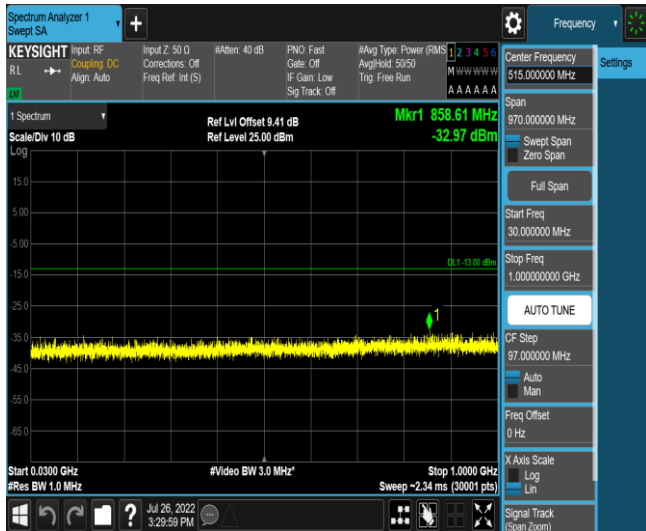 Spectrum Analyzer 1
Swept SA
Frequency
KEYSIGHT
RL
LXI
Input: RF
Coupling: DC
Align: Auto
Input Z: 50 Ω
Corrections: Off
Freq Ref: Int (S)
#Atten: 40 dB
PNO: Fast
Gate: Off
IF Gain: Low
Sig Track: Off
#Avg Type: Power (RMS
Avg|Hold: 50/50
Trig: Free Run
1 2 3 4 5 6
M W W W W W
A A A A A A
1 Spectrum
Scale/Div 10 dB
Log
Ref Lvl Offset 9.41 dB
Ref Level 25.00 dBm
Mkr1 858.61 MHz
-32.97 dBm
15.0
5.00
-5.00
-15.0
-25.0
-35.0
-45.0
-55.0
-65.0
DL1 -13.00 dBm
1
Start 0.0300 GHz
#Res BW 1.0 MHz
#Video BW 3.0 MHz*
Stop 1.0000 GHz
Sweep ~2.34 ms (30001 pts)
?
Jul 26, 2022
3:29:59 PM
Settings
Center Frequency
515.000000 MHz
Span
970.000000 MHz
Swept Span
Zero Span
Full Span
Start Freq
30.000000 MHz
Stop Freq
1.000000000 GHz
AUTO TUNE
CF Step
97.000000 MHz
Auto
Man
Freq Offset
0 Hz
X Axis Scale
Log
Lin
Signal Track
(Span Zoom)